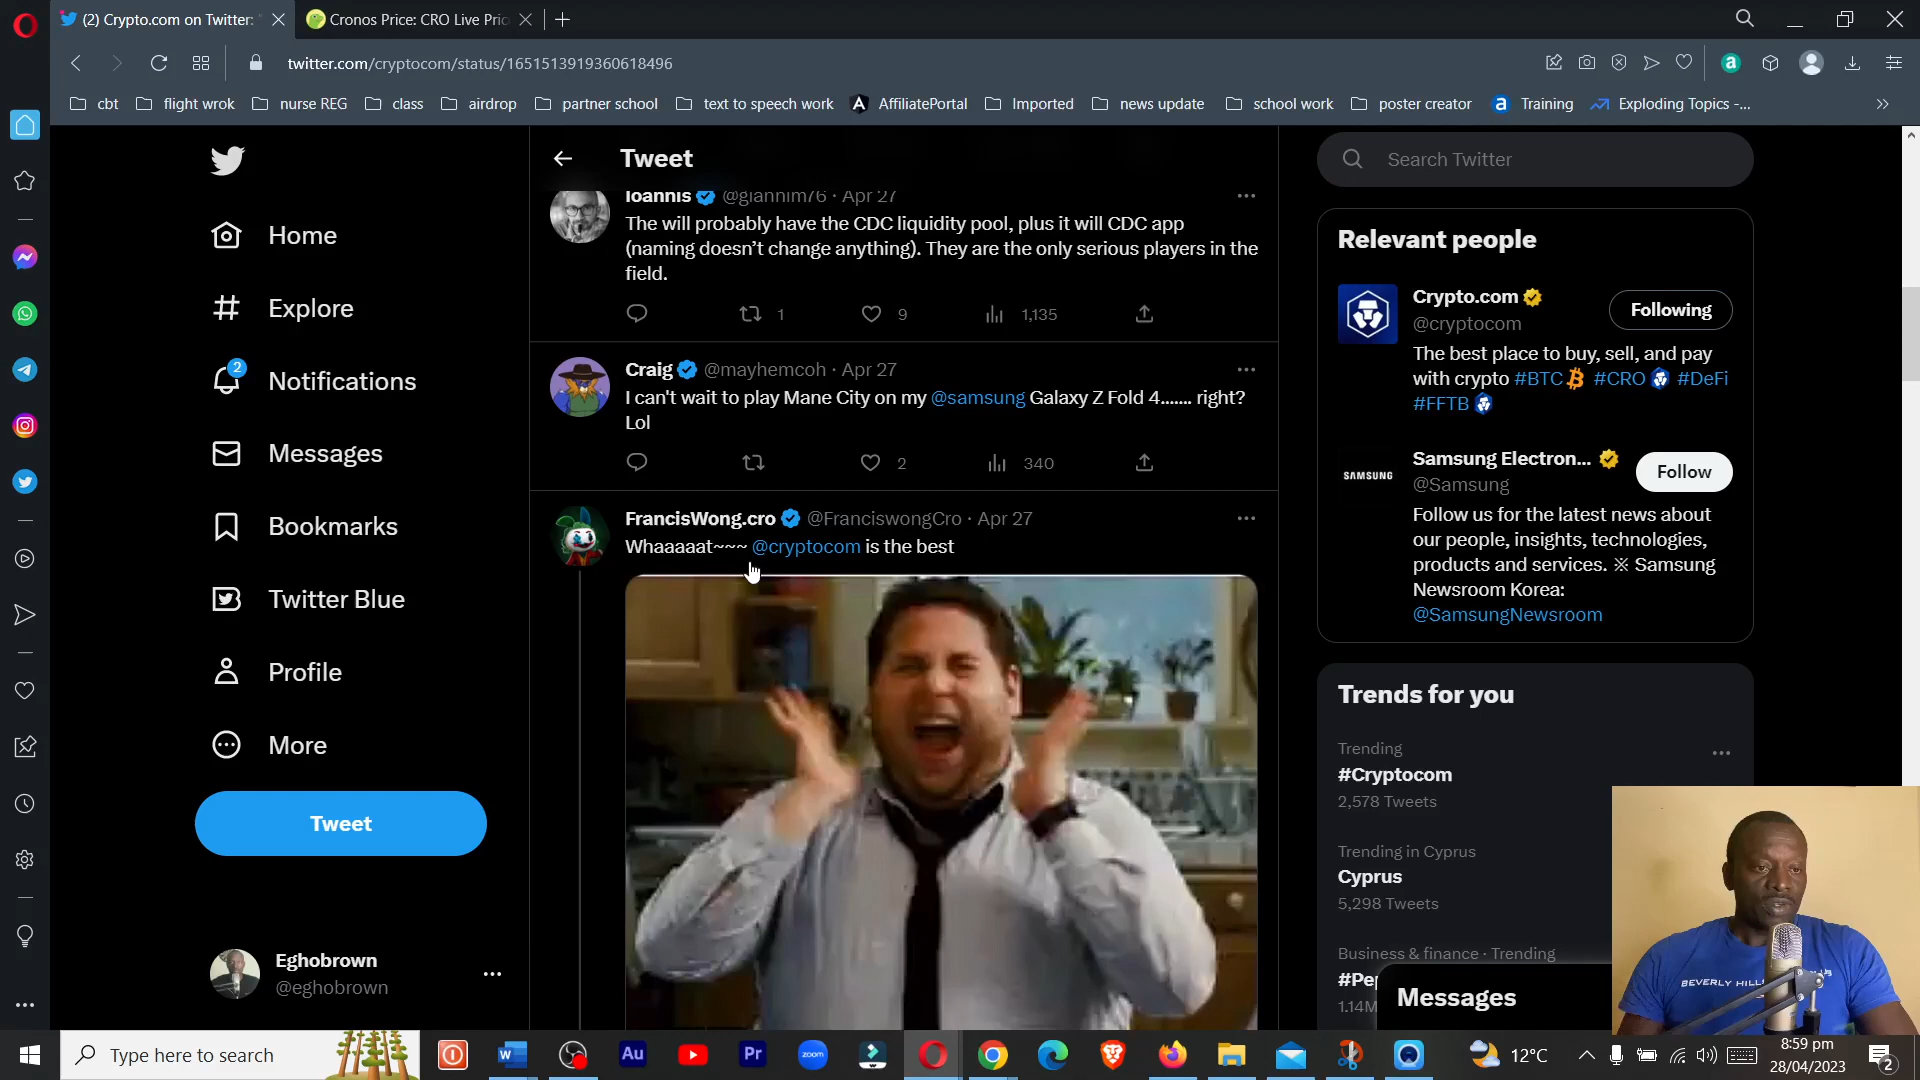 (2) Crypto.com on Twitter: "
Cronos Price: CRO Live Pric
twitter.com/cryptocom/status/1651513919360618496
cbt
flight wrok
nurse REG
class
airdrop
partner school
text to speech work
AffiliatePortal
Imported
news update
school work
poster creator
Training
Exploding Topics -...
Home
Explore
2
Notifications
Messages
Bookmarks
Twitter Blue
Profile
More
Tweet
Eghobrown
@eghobrown
Tweet
Ioannis @giannim76 · Apr 27
The will probably have the CDC liquidity pool, plus it will CDC app
(naming doesn't change anything). They are the only serious players in the
field.
1 9 1,135
Craig @mayhemcoh · Apr 27
I can't wait to play Mane City on my @samsung Galaxy Z Fold 4....... right?
Lol
2 340
FrancisWong.cro @FranciswongCro · Apr 27
Whaaaaat~~~ @cryptocom is the best
Search Twitter
Relevant people
Crypto.com
@cryptocom
Following
The best place to buy, sell, and pay
with crypto #BTC #CRO #DeFi
#FFTB
SAMSUNG
Samsung Electron...
@Samsung
Follow
Follow us for the latest news about
our people, insights, technologies,
products and services. ※ Samsung
Newsroom Korea:
@SamsungNewsroom
Trends for you
Trending
#Cryptocom
2,578 Tweets
Trending in Cyprus
Cyprus
5,298 Tweets
Business & finance · Trending
#Pe
1.14M
Messages
BEVERLY HILL
Type here to search
Au
Pr
zoom
12°C
8:59 pm
28/04/2023
2